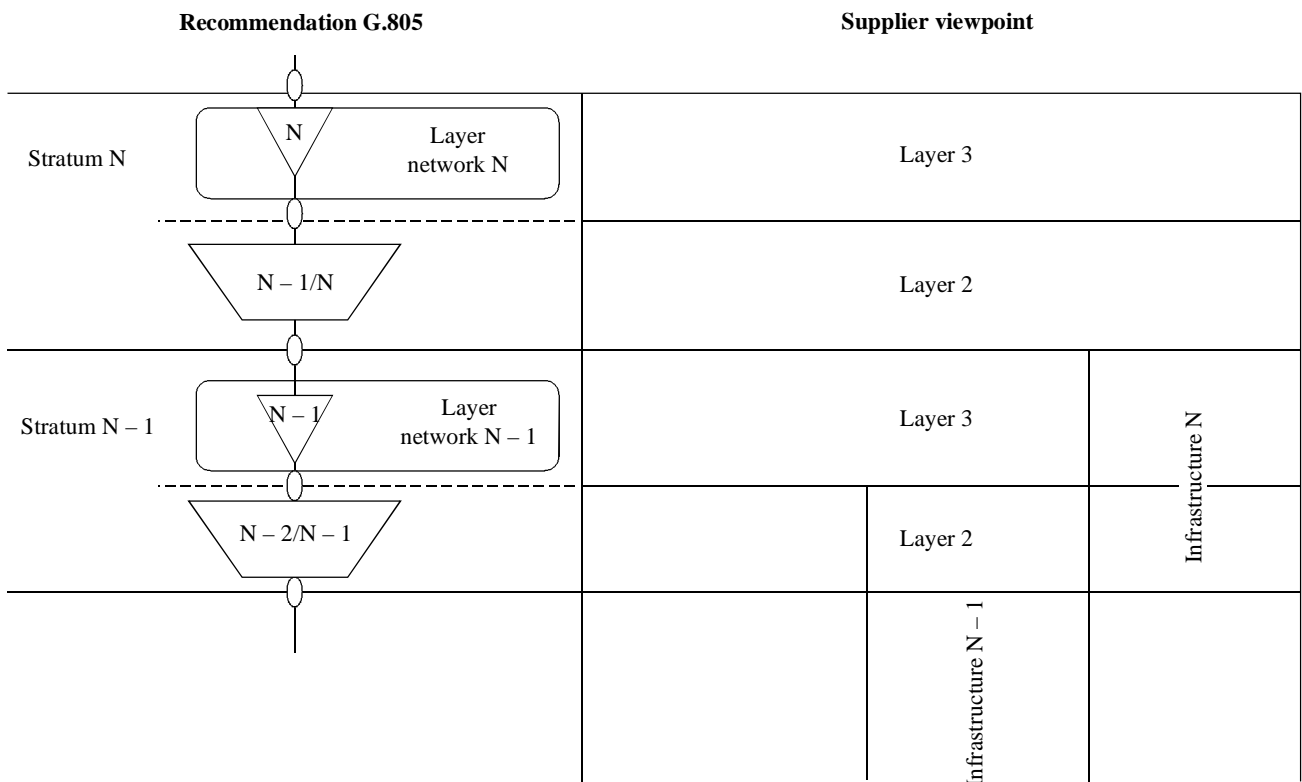 Recommendation G.805
Supplier viewpoint
Stratum N
N
Layer
network N
Layer 3
N – 1/N
Layer 2
Stratum N – 1
N – 1
Layer
network N – 1
Layer 3
Infrastructure N
N – 2/N – 1
Layer 2
Infrastructure N – 1